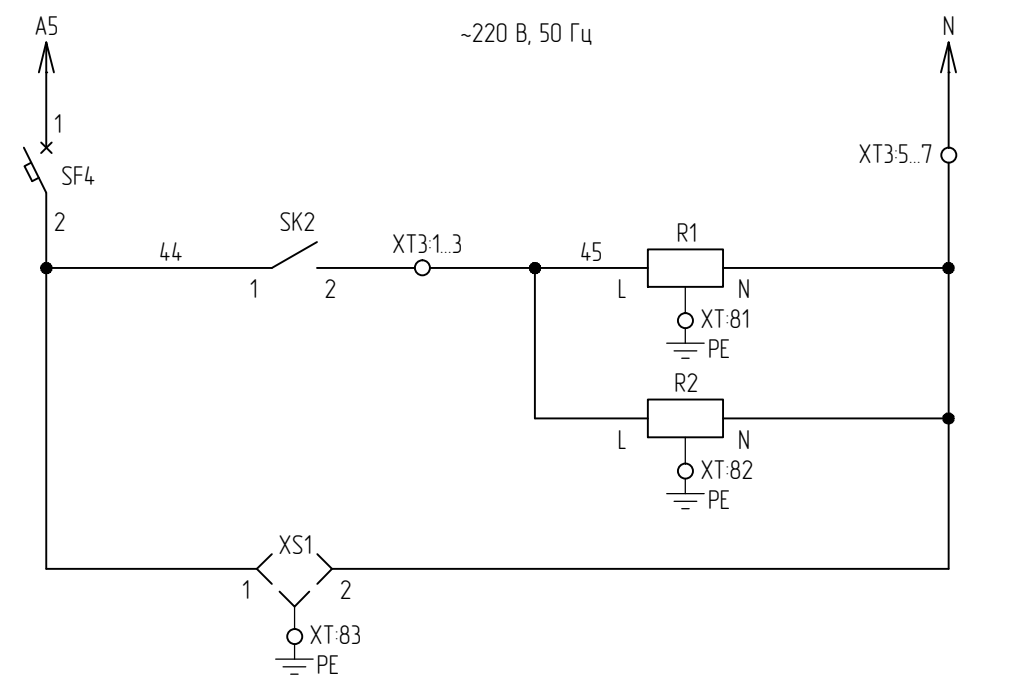 A5
~220 В, 50 Гц
N
1
XT3:5...7
SF4
2
SK2
44
XT3:1...3
45
R1
1
2
L
N
XT:81
PE
R2
L
N
XT:82
PE
XS1
1
2
XT:83
PE